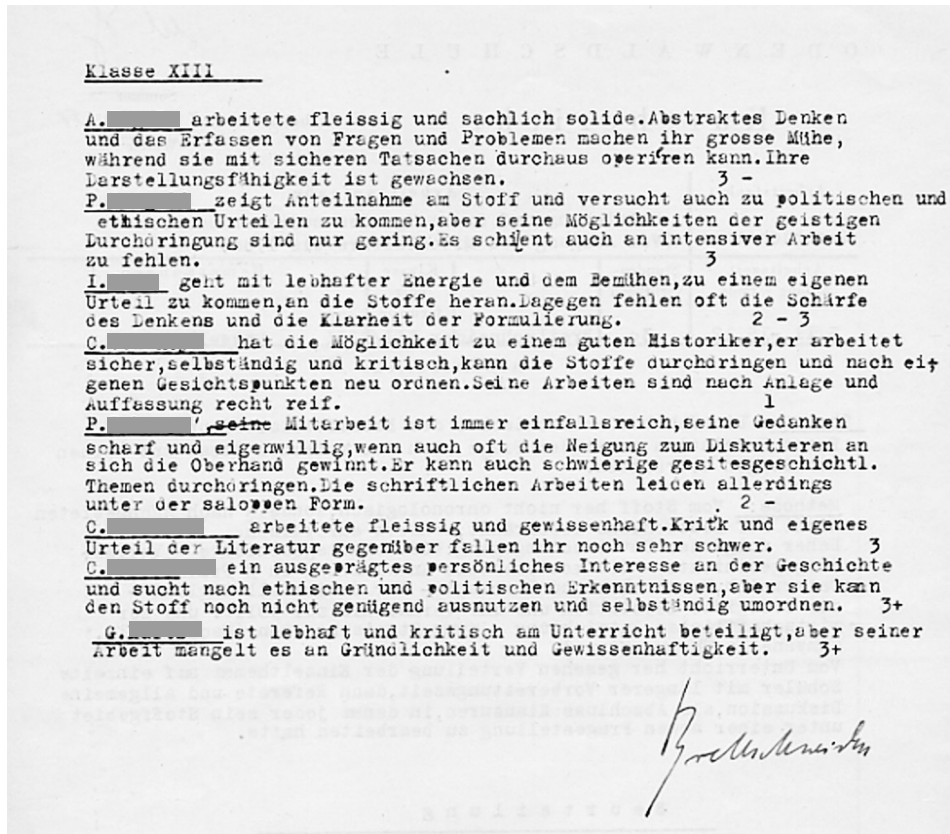 Klasse XIII
A. arbeitete fleissig und sachlich solide.Abstraktes Denken
und das Erfassen von Fragen und Problemen machen ihr grosse Mühe,
während sie mit sicheren Tatsachen durchaus operiren kann.Ihre
Darstellungsfähigkeit ist gewachsen. 3 -
P. zeigt Anteilnahme am Stoff und versucht auch zu politischen und
ethischen Urteilen zu kommen,aber seine Möglichkeiten der geistigen
Durchdringung sind nur gering.Es schient auch an intensiver Arbeit
zu fehlen. 3
I. geht mit lebhafter Energie und dem Bemühen,zu einem eigenen
Urteil zu kommen,an die Stoffe heran.Dagegen fehlen oft die Schärfe
des Denkens und die Klarheit der Formulierung. 2 - 3
C. hat die Möglichkeit zu einem guten Historiker,er arbeitet
sicher,selbständig und kritisch,kann die Stoffe durchdringen und nach ei-
genen Gesichtspunkten neu ordnen.Seine Arbeiten sind nach Anlage und
Auffassung recht reif. 1
P. ' seine Mitarbeit ist immer einfallsreich,seine Gedanken
scharf und eigenwillig,wenn auch oft die Neigung zum Diskutieren an
sich die Oberhand gewinnt.Er kann auch schwierige gesitesgeschichtl.
Themen durchdringen.Die schriftlichen Arbeiten leiden allerdings
unter der saloppen Form. 2 -
C. arbeitete fleissig und gewissenhaft.Kritk und eigenes
Urteil der Literatur gegenüber fallen ihr noch sehr schwer. 3
C. ein ausgeprägtes persönliches Interesse an der Geschichte
und sucht nach ethischen und politischen Erkenntnissen,aber sie kann
den Stoff noch nicht genügend ausnutzen und selbständig umordnen. 3+
G. ist lebhaft und kritisch am Unterricht beteiligt,aber seiner
Arbeit mangelt es an Gründlichkeit und Gewissenhaftigkeit. 3+